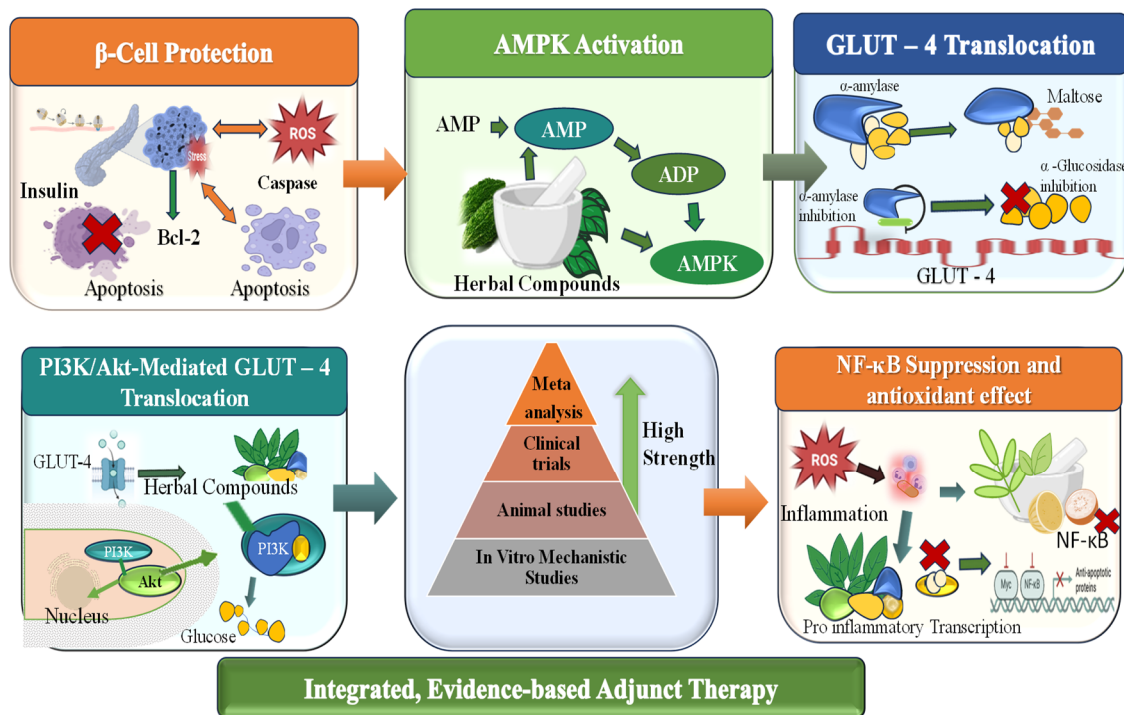 β-Cell Protection
Stress
ROS
Insulin
Caspase
Bcl-2
Apoptosis
Apoptosis
AMPK Activation
AMP
AMP
ADP
AMPK
Herbal Compounds
GLUT – 4 Translocation
α-amylase
Maltose
α -Glucosidase
inhibition
α-amylase
inhibition
GLUT - 4
PI3K/Akt-Mediated GLUT – 4
Translocation
GLUT-4
Herbal Compounds
PI3K
PI3K
Akt
Nucleus
Glucose
Meta
analysis
Clinical
trials
Animal studies
In Vitro Mechanistic
Studies
High
Strength
NF-κB Suppression and
antioxidant effect
ROS
Inflammation
NF-κB
Myc
NF-κB
Anti-apoptotic
proteins
Pro inflammatory Transcription
Integrated, Evidence-based Adjunct Therapy